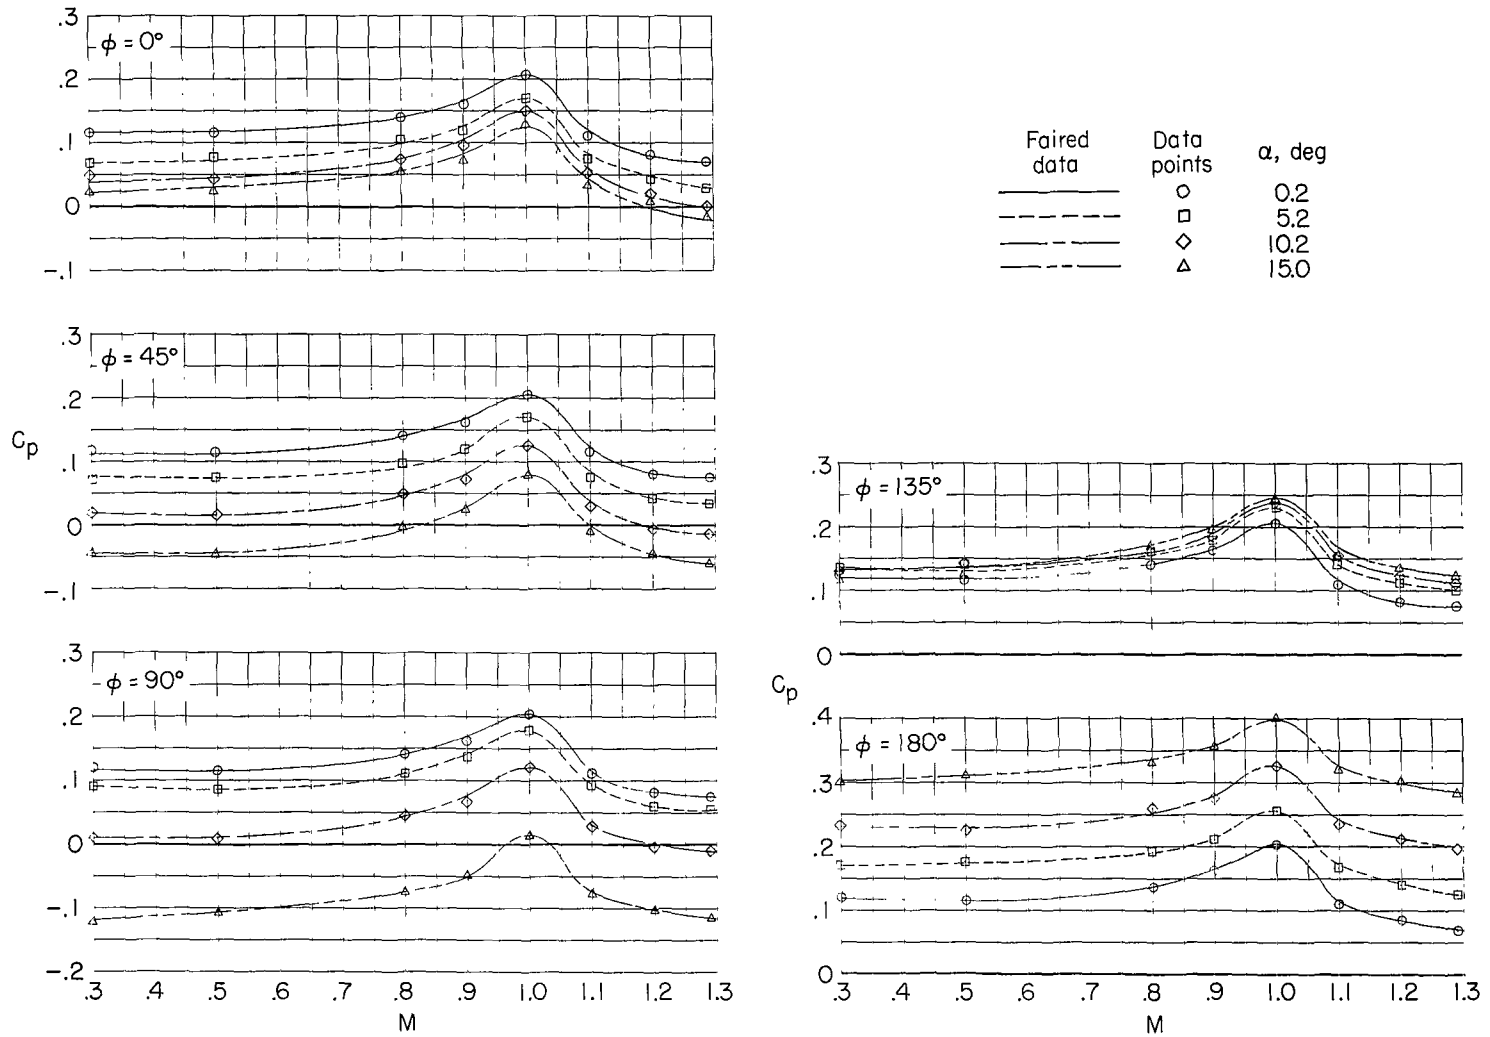 .3
ϕ = 0°
.2
.1
0
-.1
Faired data
Data points
α, deg
0.2
5.2
10.2
15.0
.3
ϕ = 45°
.2
.1
0
-.1
Cp
.3
ϕ = 90°
.2
.1
0
-.1
-.2
.3 .4 .5 .6 .7 .8 .9 1.0 1.1 1.2 1.3
M
.3
ϕ = 135°
.2
.1
0
Cp
.4
ϕ = 180°
.3
.2
.1
0
.3 .4 .5 .6 .7 .8 .9 1.0 1.1 1.2 1.3
M